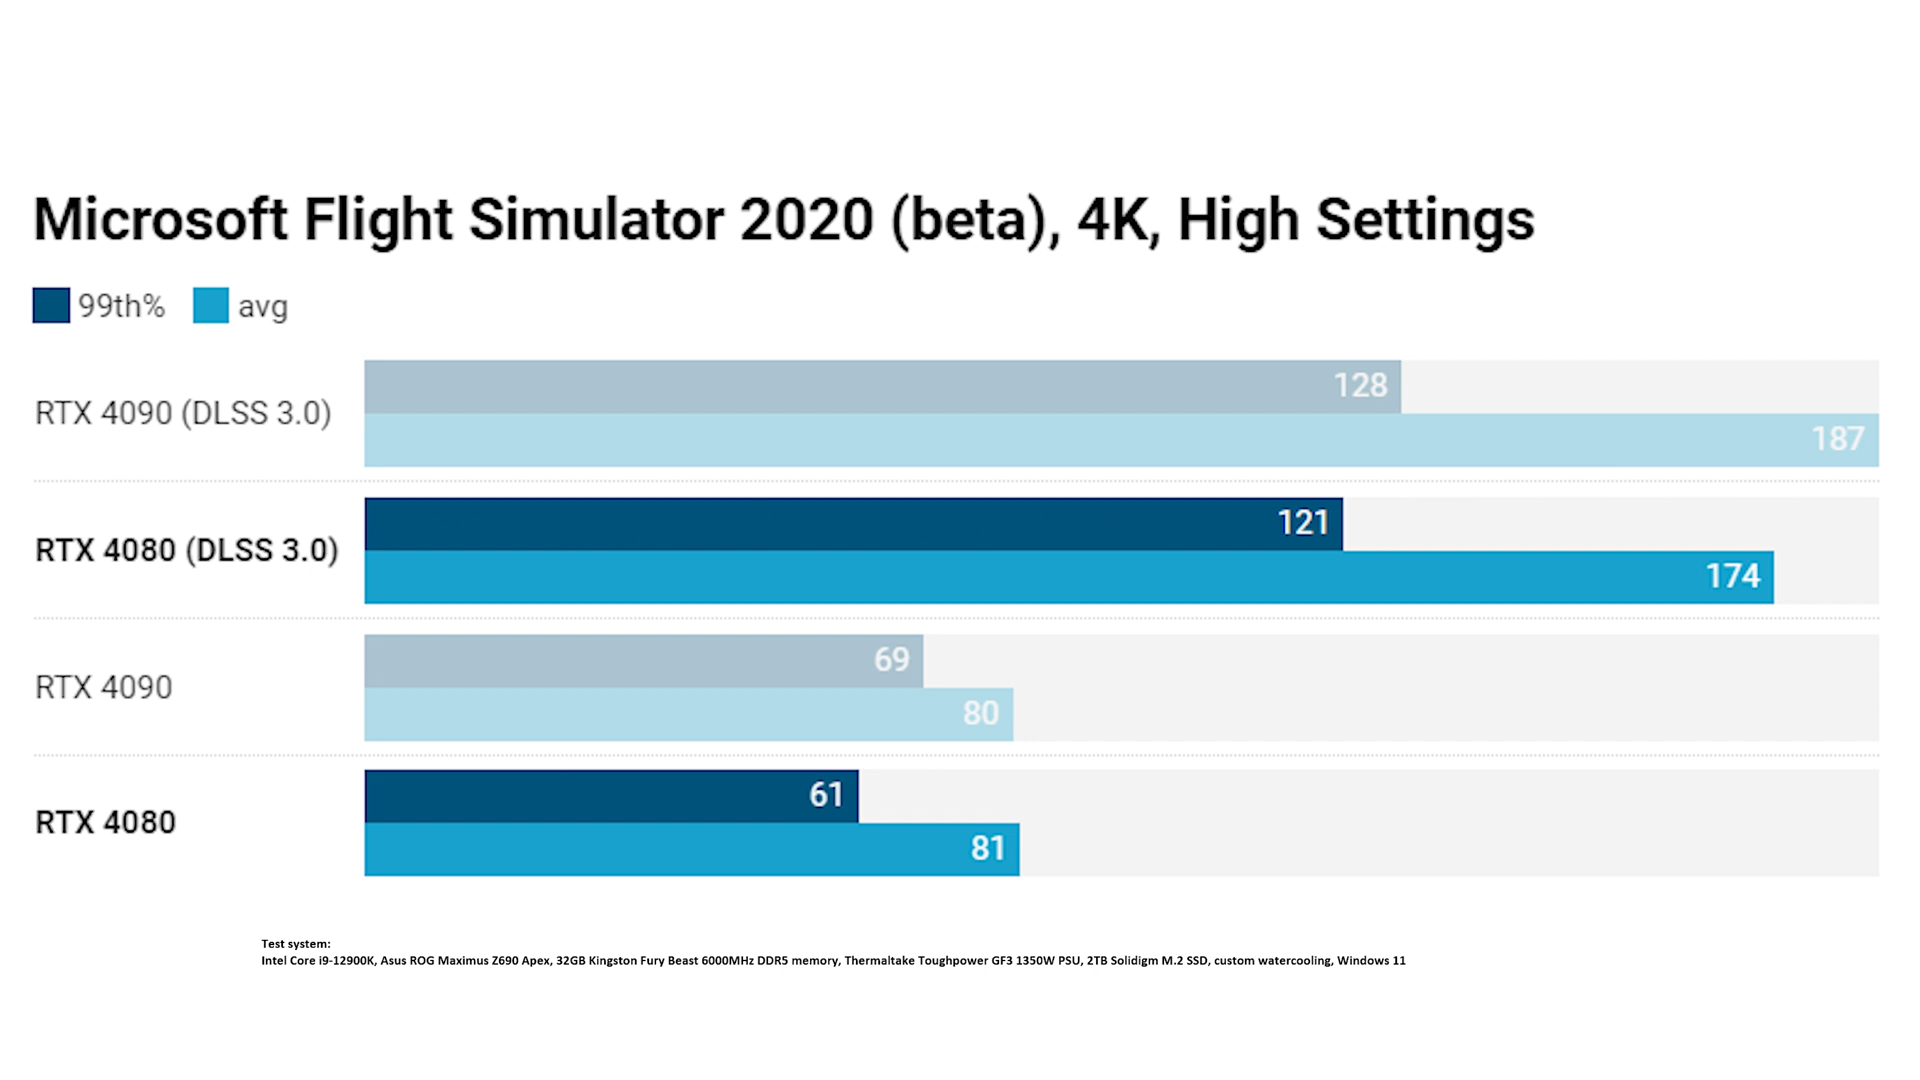 Microsoft Flight Simulator 2020 (beta), 4K, High Settings
99th% avg
RTX 4090 (DLSS 3.0)
128
187
RTX 4080 (DLSS 3.0)
121
174
RTX 4090
69
80
RTX 4080
61
81
Test system:
Intel Core i9-12900K, Asus ROG Maximus Z690 Apex, 32GB Kingston Fury Beast 6000MHz DDR5 memory, Thermaltake Toughpower GF3 1350W PSU, 2TB Solidigm M.2 SSD, custom watercooling, Windows 11